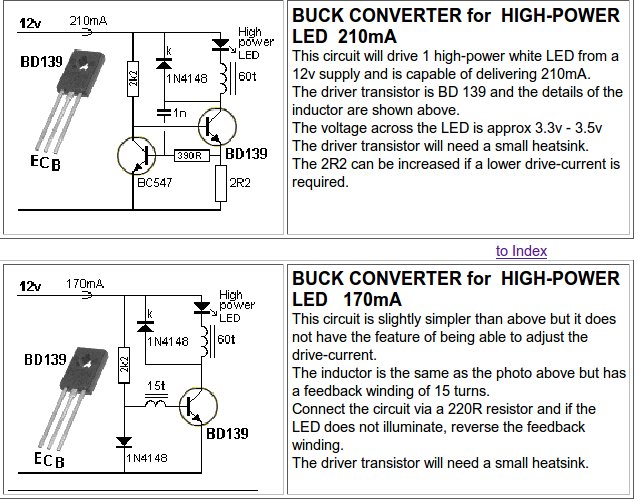 12v
210mA
High
power
LED
k
1N4148
60t
2k2
BD139
1n
E C B
390R
BD139
BC547
2R2
BUCK CONVERTER for HIGH-POWER
LED 210mA
This circuit will drive 1 high-power white LED from a
12v supply and is capable of delivering 210mA.
The driver transistor is BD 139 and the details of the
inductor are shown above.
The voltage across the LED is approx 3.3v - 3.5v
The driver transistor will need a small heatsink.
The 2R2 can be increased if a lower drive-current is
required.
to Index
12v
170mA
High
power
LED
k
1N4148
60t
BD139
2k2
15t
BD139
E C B
1N4148
BUCK CONVERTER for HIGH-POWER
LED 170mA
This circuit is slightly simpler than above but it does
not have the feature of being able to adjust the
drive-current.
The inductor is the same as the photo above but has
a feedback winding of 15 turns.
Connect the circuit via a 220R resistor and if the
LED does not illuminate, reverse the feedback
winding.
The driver transistor will need a small heatsink.